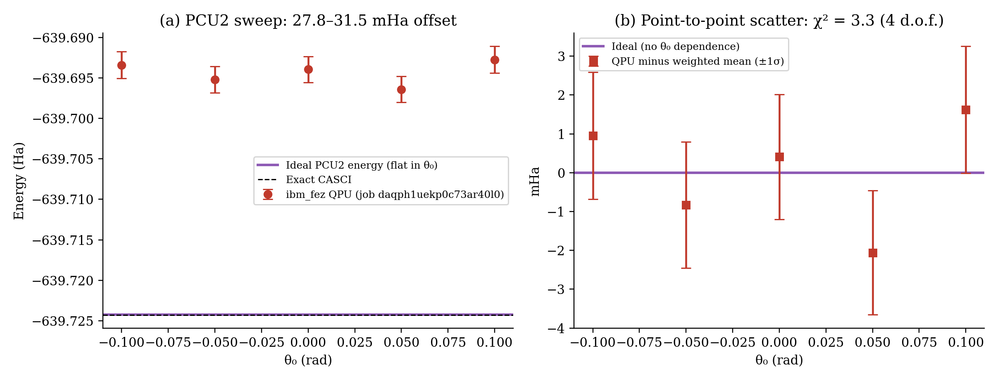 (a) PCU2 sweep: 27.8–31.5 mHa offset
−639.690
−639.695
−639.700
−639.705
−639.710
−639.715
−639.720
−639.725
Energy (Ha)
Ideal PCU2 energy (flat in θ₀)
Exact CASCI
ibm_fez QPU (job daqph1uekp0c73ar40l0)
−0.100 −0.075 −0.050 −0.025 0.000 0.025 0.050 0.075 0.100
θ₀ (rad)
(b) Point-to-point scatter: χ² = 3.3 (4 d.o.f.)
Ideal (no θ₀ dependence)
QPU minus weighted mean (±1σ)
3
2
1
0
−1
−2
−3
−4
mHa
−0.100 −0.075 −0.050 −0.025 0.000 0.025 0.050 0.075 0.100
θ₀ (rad)